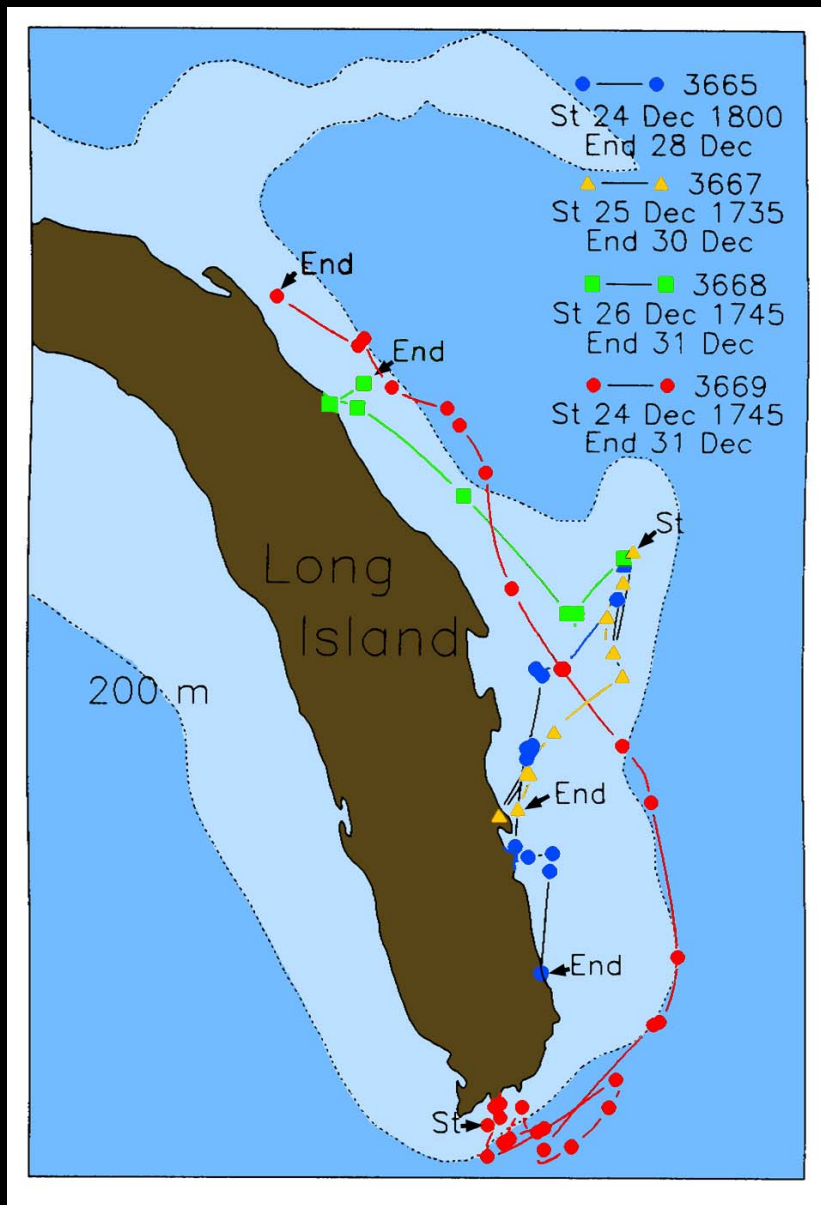 3665
St 24 Dec 1800
End 28 Dec
3667
St 25 Dec 1735
End 30 Dec
3668
St 26 Dec 1745
End 31 Dec
3669
St 24 Dec 1745
End 31 Dec
End
End
St
Long
Island
200 m
End
End
St